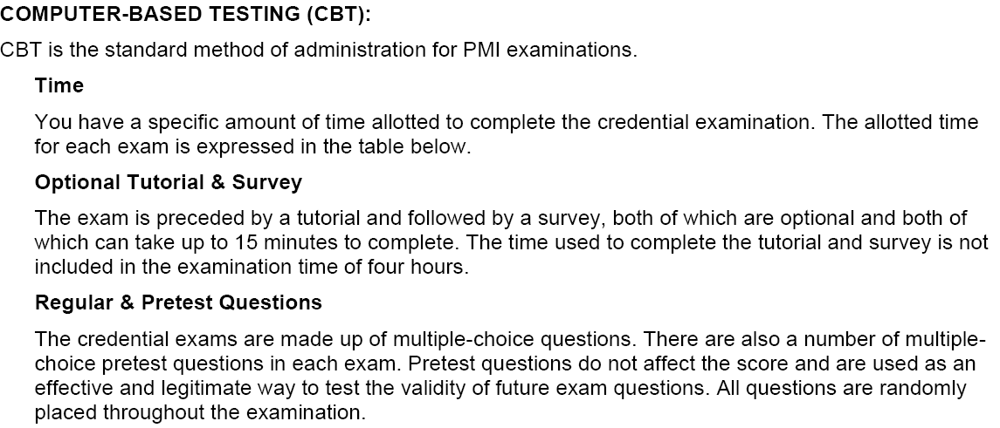 COMPUTER-BASED TESTING (CBT):
CBT is the standard method of administration for PMI examinations.
Time
You have a specific amount of time allotted to complete the credential examination. The allotted time
for each exam is expressed in the table below.
Optional Tutorial & Survey
The exam is preceded by a tutorial and followed by a survey, both of which are optional and both of
which can take up to 15 minutes to complete. The time used to complete the tutorial and survey is not
included in the examination time of four hours.
Regular & Pretest Questions
The credential exams are made up of multiple-choice questions. There are also a number of multiple-
choice pretest questions in each exam. Pretest questions do not affect the score and are used as an
effective and legitimate way to test the validity of future exam questions. All questions are randomly
placed throughout the examination.